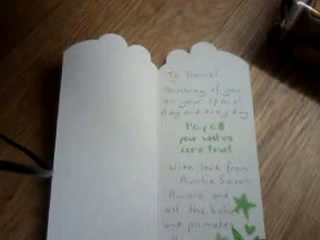 To
Thinking of you
on your special
day and every day
May all
your wishes
come true!
With love from
Auntie Susan
and
all the
and